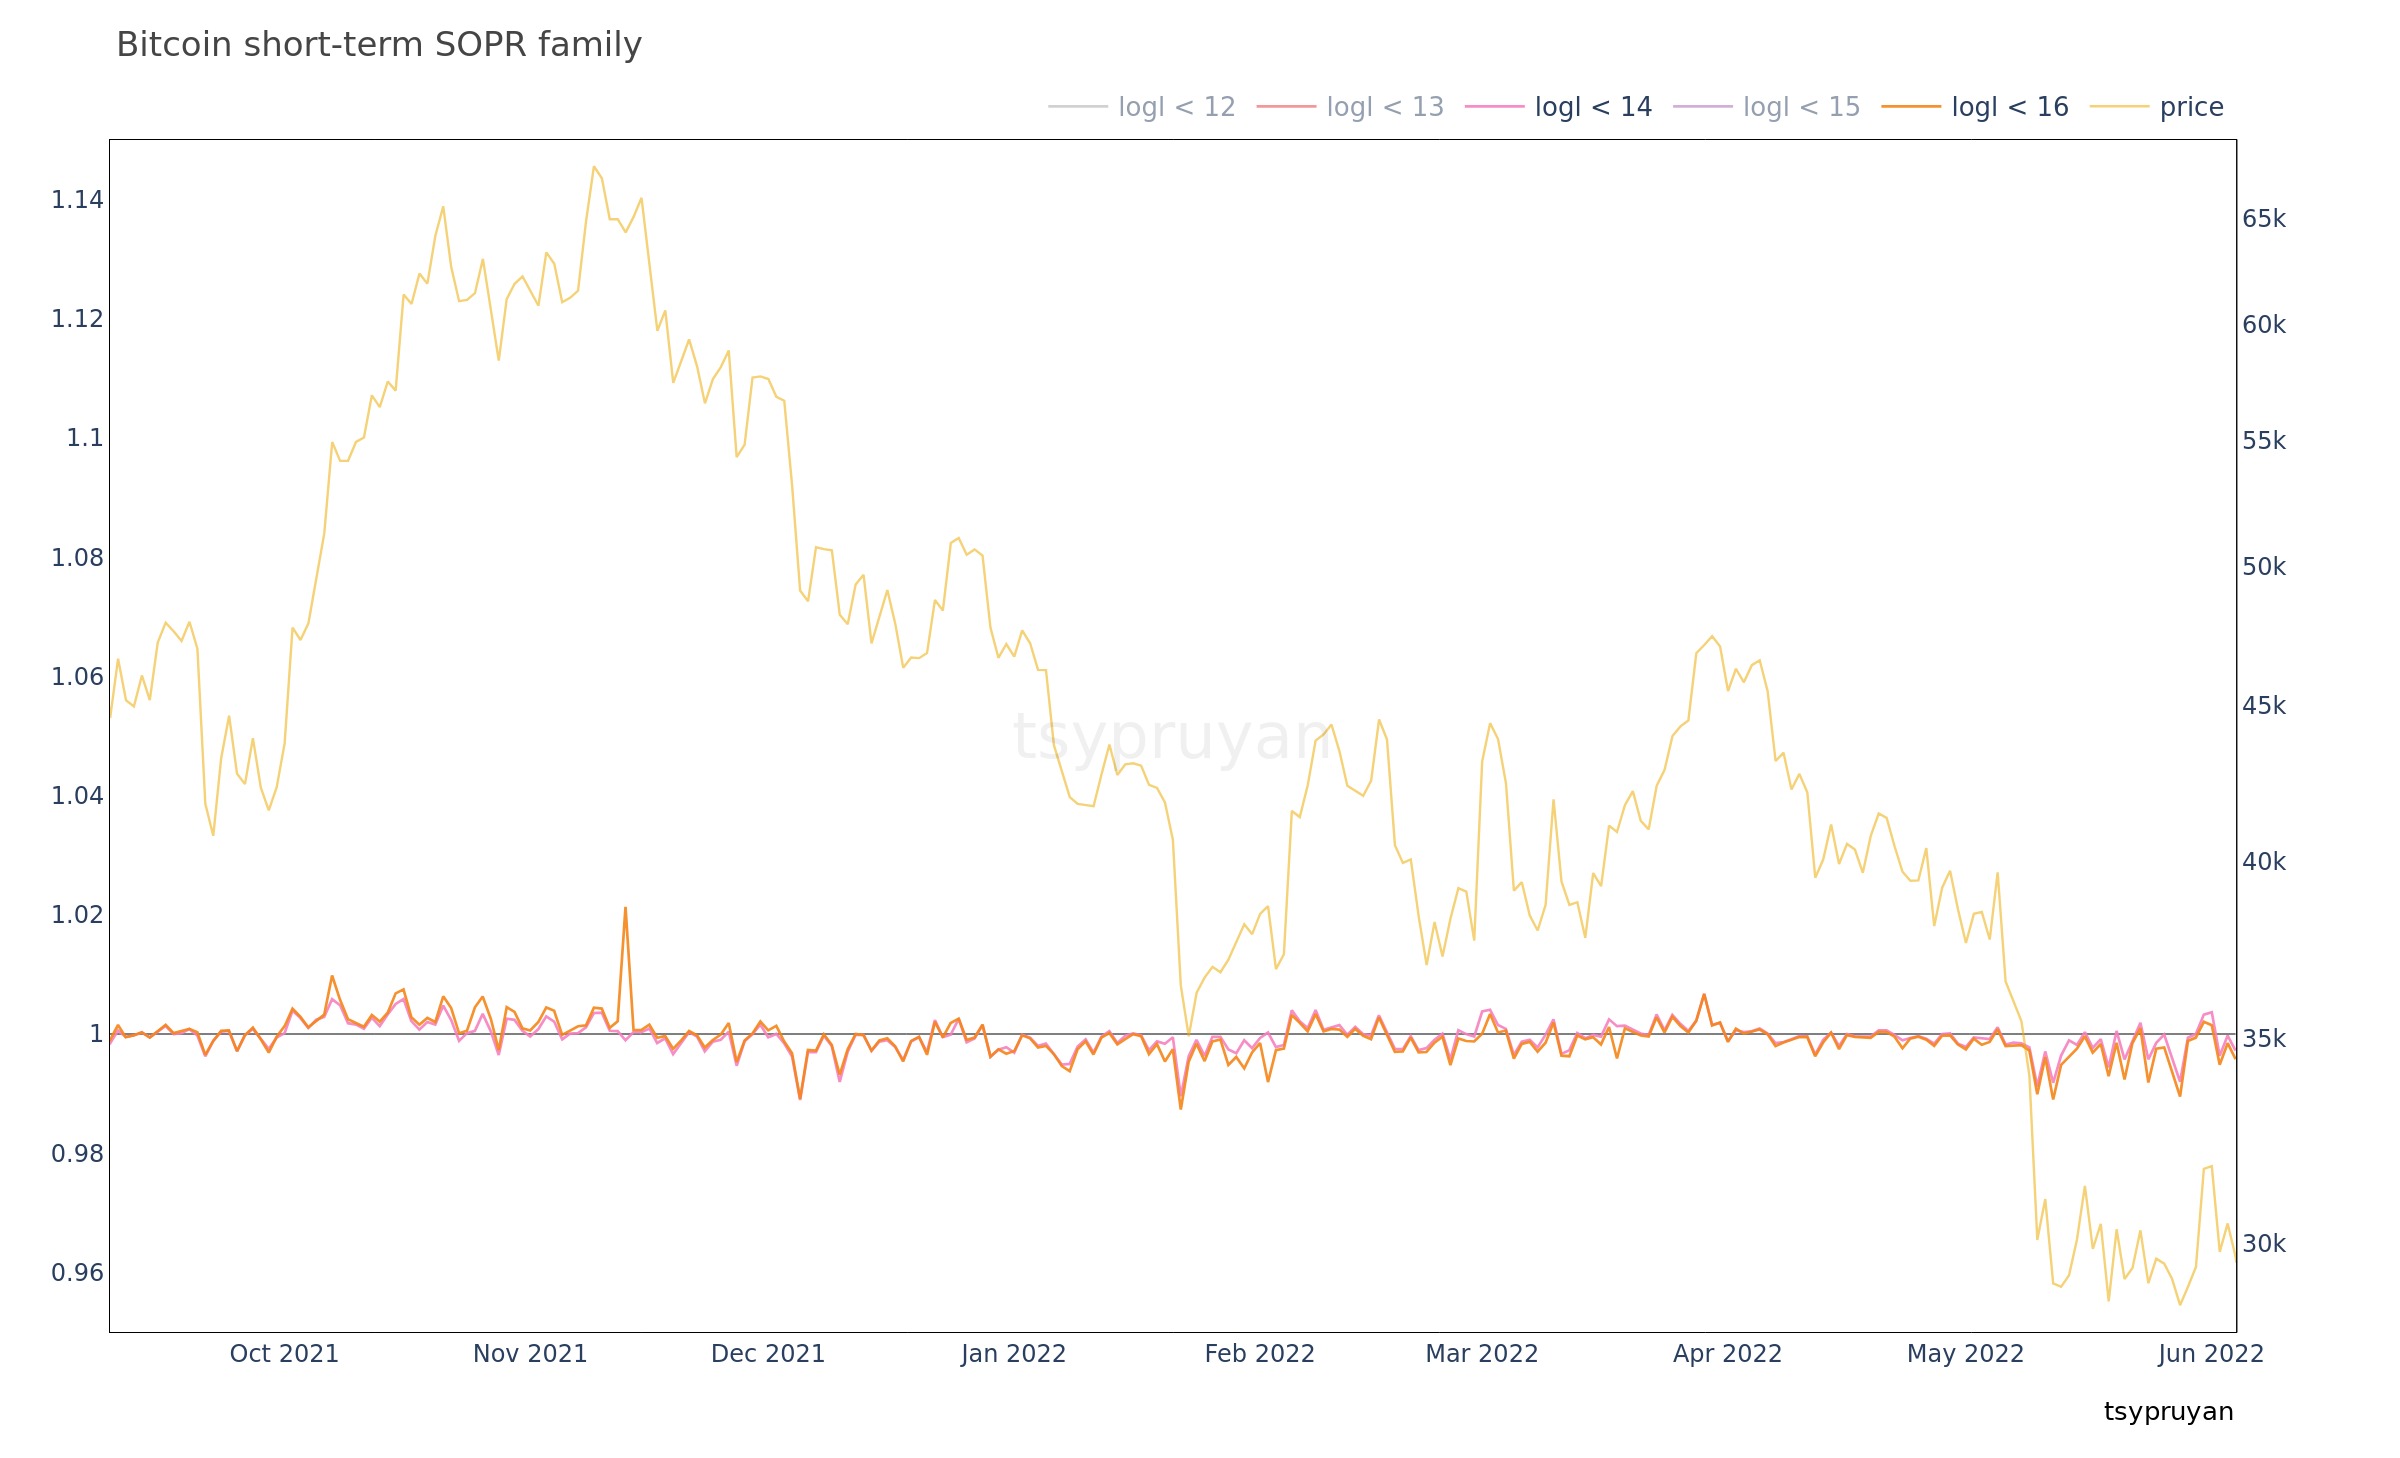 Bitcoin short-term SOPR family
logl < 12 logl < 13 logl < 14 logl < 15 logl < 16 price
1.14
1.12
1.1
1.08
1.06
1.04
1.02
1
0.98
0.96
65k
60k
55k
50k
45k
40k
35k
30k
tsypruyan
Oct 2021 Nov 2021 Dec 2021 Jan 2022 Feb 2022 Mar 2022 Apr 2022 May 2022 Jun 2022
tsypruyan